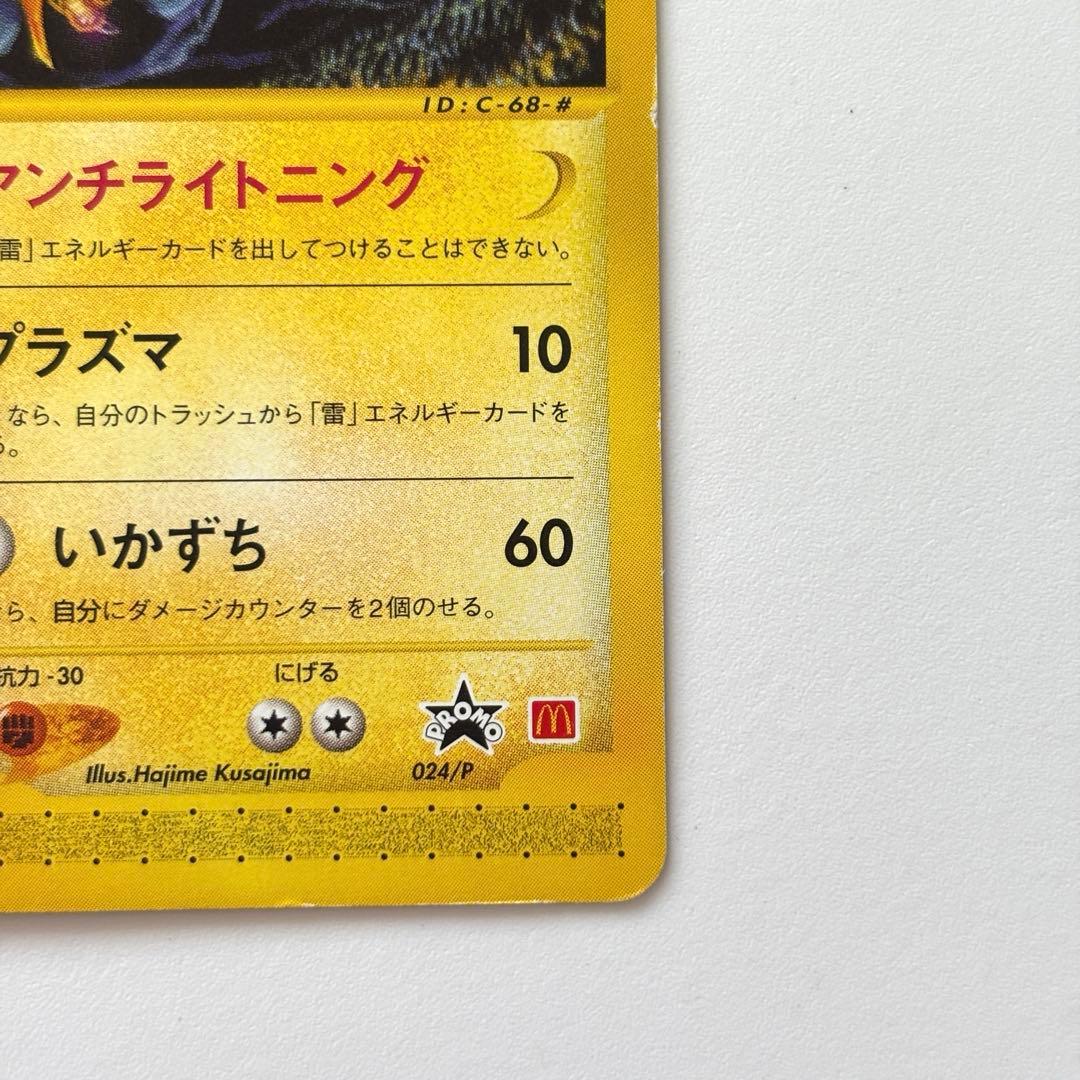 ID:C-68-#
アンチライトニング
雷」エネルギーカードを出してつけることはできない。
プラズマ 10
なら、自分のトラッシュから「雷」エネルギーカードを
る。
いかずち 60
ら、自分にダメージカウンターを2個のせる。
抗力 -30 にげる
PROMO
Illus.Hajime Kusajima 024/P